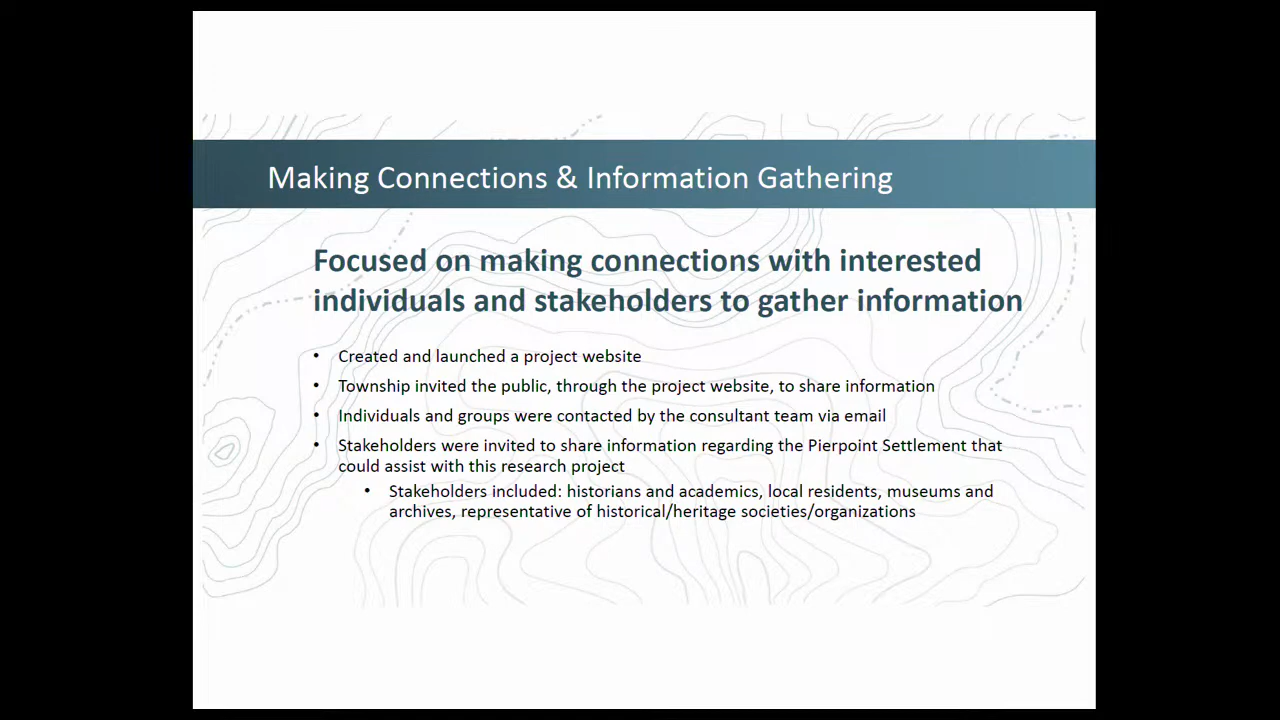 Making Connections & Information Gathering
Focused on making connections with interested
individuals and stakeholders to gather information
• Created and launched a project website
• Township invited the public, through the project website, to share information
• Individuals and groups were contacted by the consultant team via email
• Stakeholders were invited to share information regarding the Pierpoint Settlement that
could assist with this research project
• Stakeholders included: historians and academics, local residents, museums and
archives, representative of historical/heritage societies/organizations